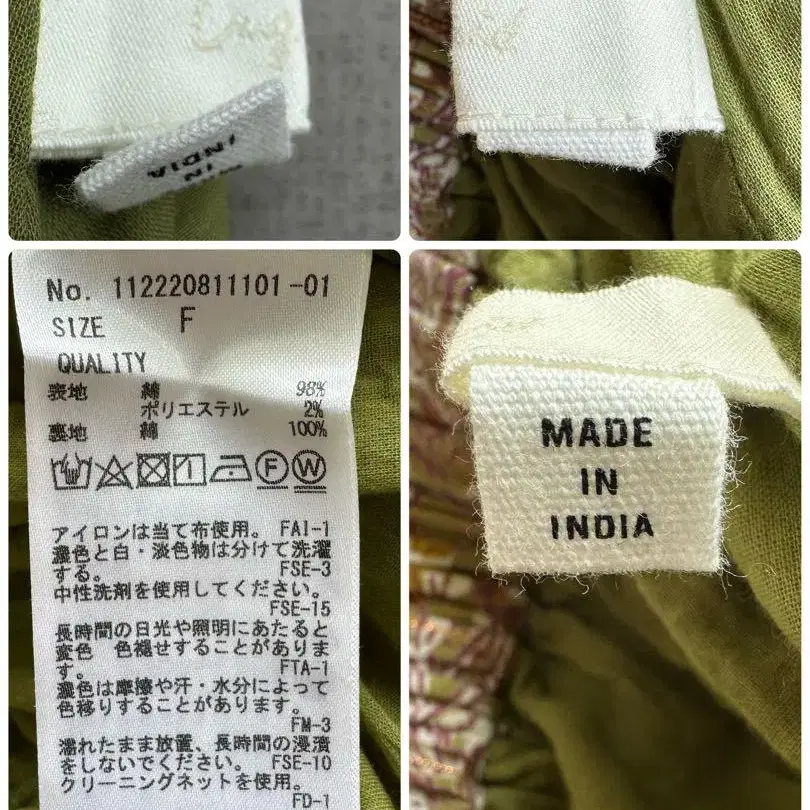 IN
INDIA
No. 112220811101-01
SIZE F
QUALITY
表地 綿 98%
ポリエステル 2%
裏地 綿 100%
アイロンは当て布使用。 FAI-1
濃色と白・淡色物は分けて洗濯
する。 FSE-3
中性洗剤を使用してください。
FSE-15
長時間の日光や照明にあたると
変色 色褪せすることがありま
す。 FTA-1
濃色は摩擦や汗・水分によって
色移りすることがあります。
FM-3
濡れたまま放置、長時間の浸漬
をしないでください。 FSE-10
クリーニングネットを使用。
FD-1
MADE
IN
INDIA